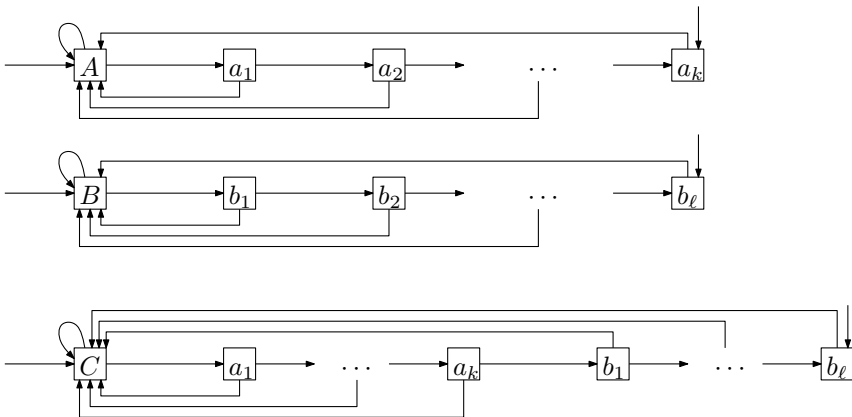 A a₁ a₂ ... aₖ
B b₁ b₂ ... bℓ
C a₁ ... aₖ b₁ ... bℓ